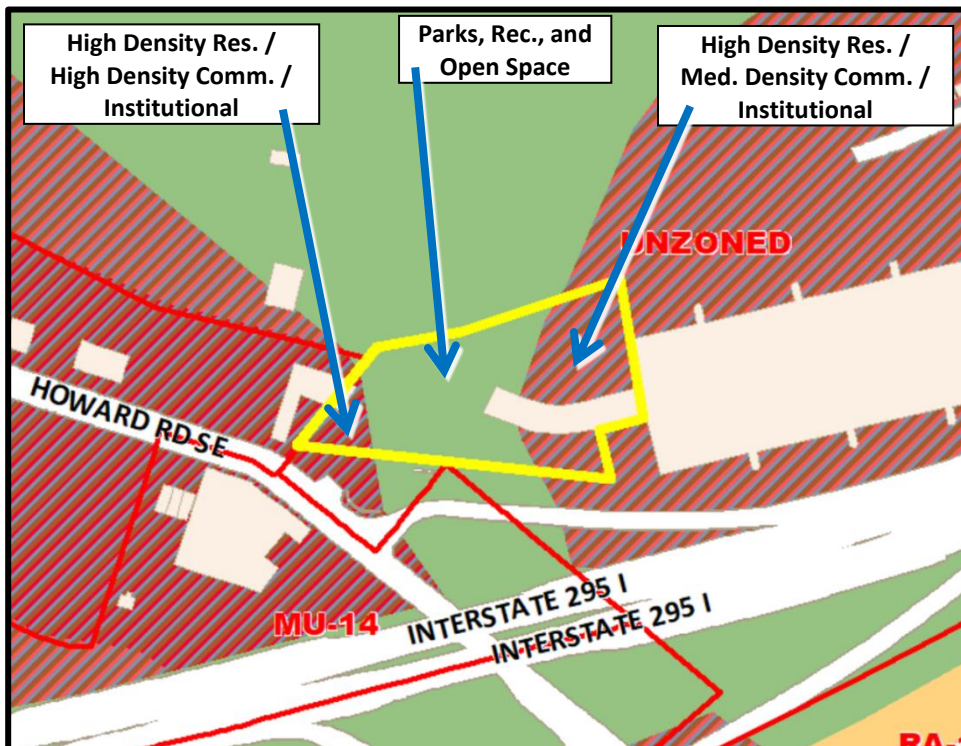 High Density Res. /
High Density Comm. /
Institutional
Parks, Rec., and
Open Space
High Density Res. /
Med. Density Comm. /
Institutional
UNZONED
HOWARD RD SE
MU-14
INTERSTATE 295 I
INTERSTATE 295 I